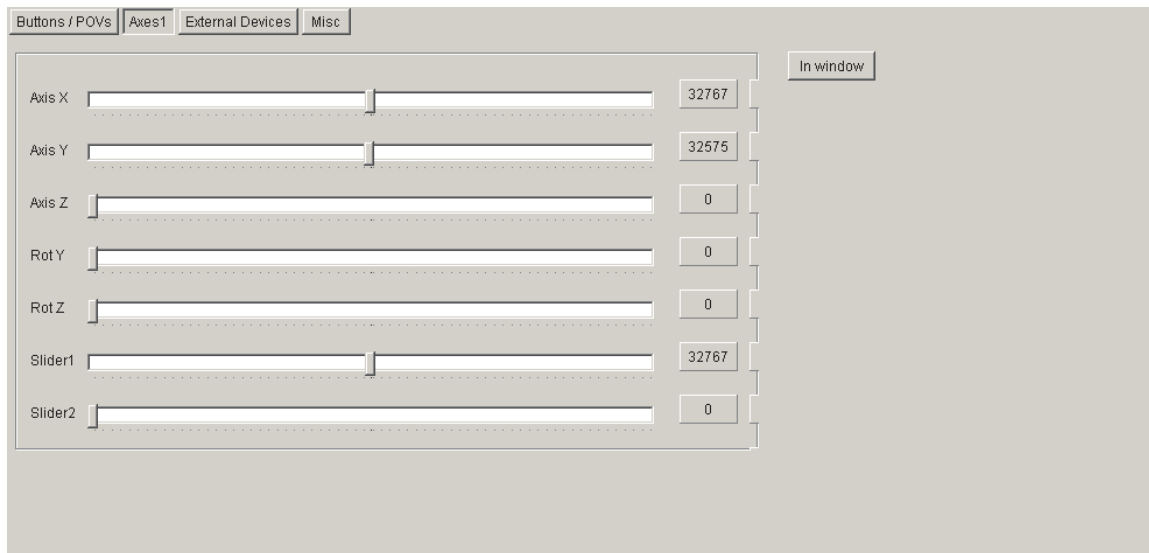 Buttons / POVs Axes1 External Devices Misc
In window
Axis X 32767
Axis Y 32575
Axis Z 0
Rot Y 0
Rot Z 0
Slider1 32767
Slider2 0